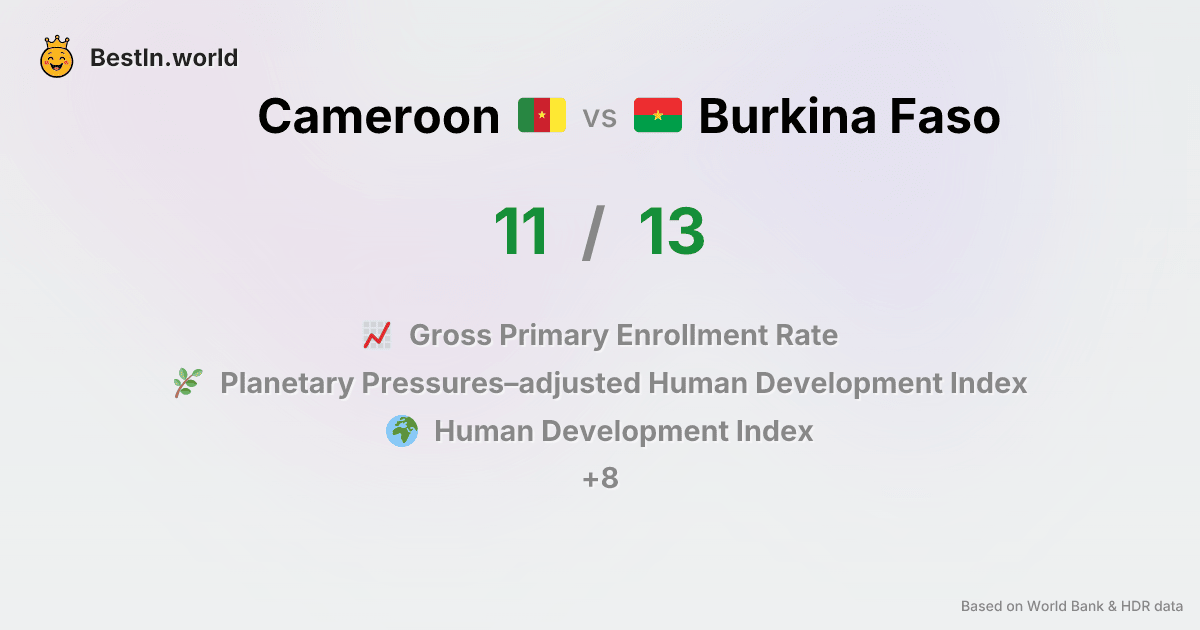 BestIn.world
Cameroon vs Burkina Faso
11 / 13
Gross Primary Enrollment Rate
Planetary Pressures–adjusted Human Development Index
Human Development Index
+8
Based on World Bank & HDR data